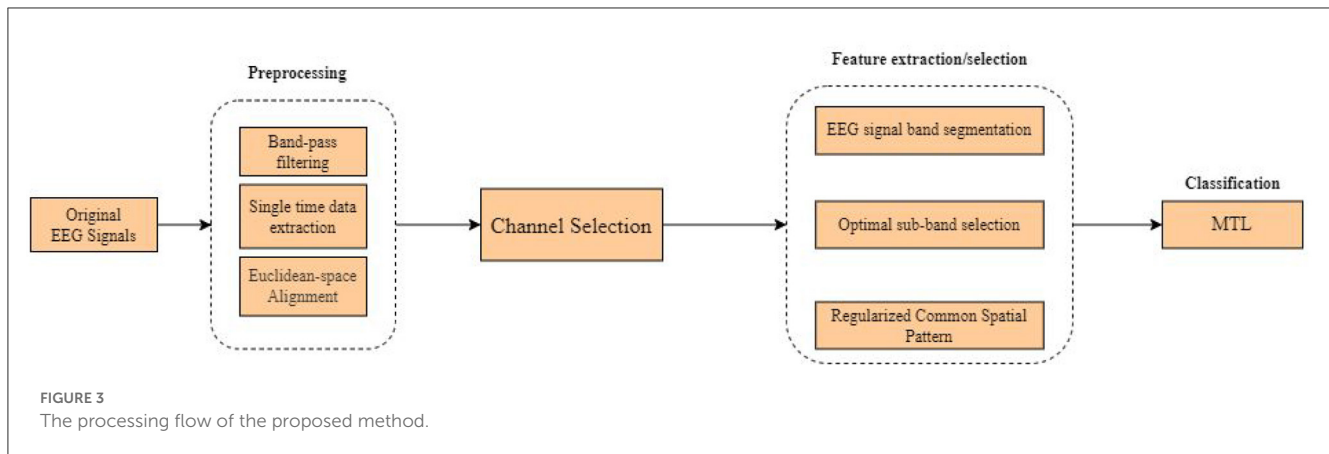 Original
EEG Signals
Preprocessing
Band-pass
filtering
Single time data
extraction
Euclidean-space
Alignment
Channel Selection
Feature extraction/selection
EEG signal band segmentation
Optimal sub-band selection
Regularized Common Spatial
Pattern
Classification
MTL
FIGURE 3
The processing flow of the proposed method.